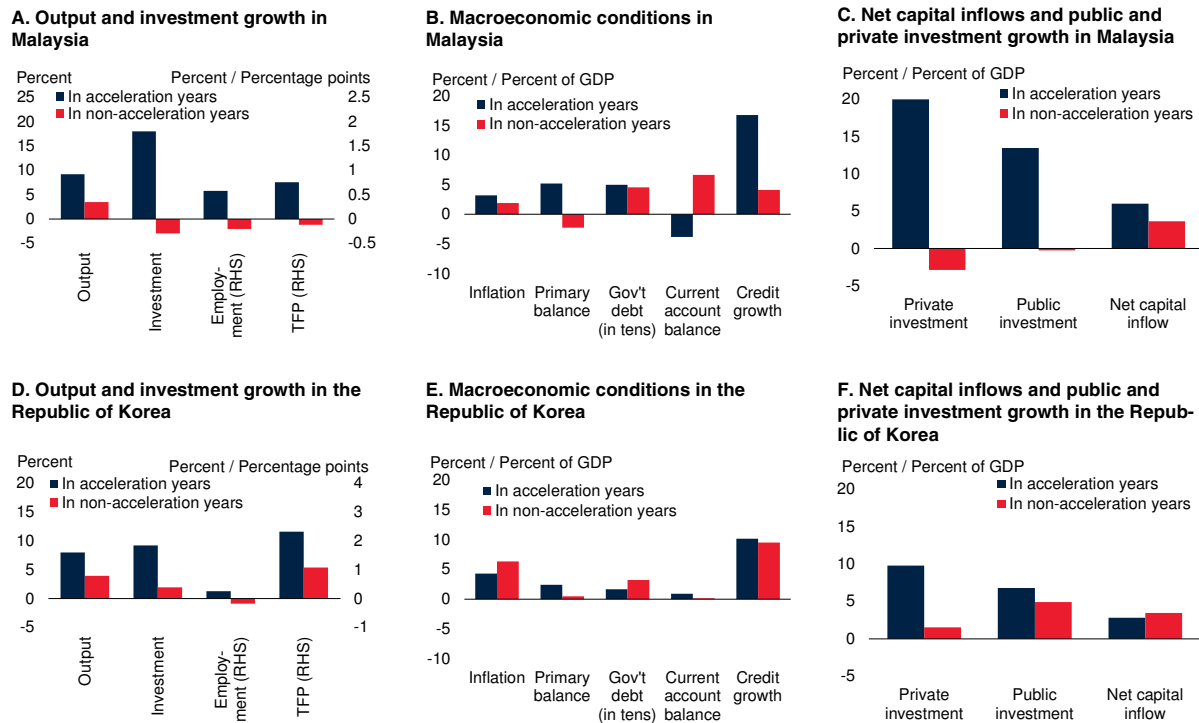 A. Output and investment growth in
Malaysia
Percent
Percent / Percentage points
25
20
15
10
5
0
-5
2.5
2
1.5
1
0.5
0
-0.5
In acceleration years
In non-acceleration years
Output
Investment
Employ-
ment (RHS)
TFP (RHS)
B. Macroeconomic conditions in
Malaysia
Percent / Percent of GDP
20
15
10
5
0
-5
-10
In acceleration years
In non-acceleration years
Inflation
Primary
balance
Gov't
debt
(in tens)
Current
account
balance
Credit
growth
C. Net capital inflows and public and
private investment growth in Malaysia
Percent / Percent of GDP
20
15
10
5
0
-5
In acceleration years
In non-acceleration years
Private
investment
Public
investment
Net capital
inflow
D. Output and investment growth in the
Republic of Korea
Percent
Percent / Percentage points
20
15
10
5
0
-5
4
3
2
1
0
-1
In acceleration years
In non-acceleration years
Output
Investment
Employ-
ment (RHS)
TFP (RHS)
E. Macroeconomic conditions in the
Republic of Korea
Percent / Percent of GDP
20
15
10
5
0
-5
-10
In acceleration years
In non-acceleration years
Inflation
Primary
balance
Gov't
debt
(in tens)
Current
account
balance
Credit
growth
F. Net capital inflows and public and
private investment growth in the Repub-
lic of Korea
Percent / Percent of GDP
20
15
10
5
0
-5
In acceleration years
In non-acceleration years
Private
investment
Public
investment
Net capital
inflow